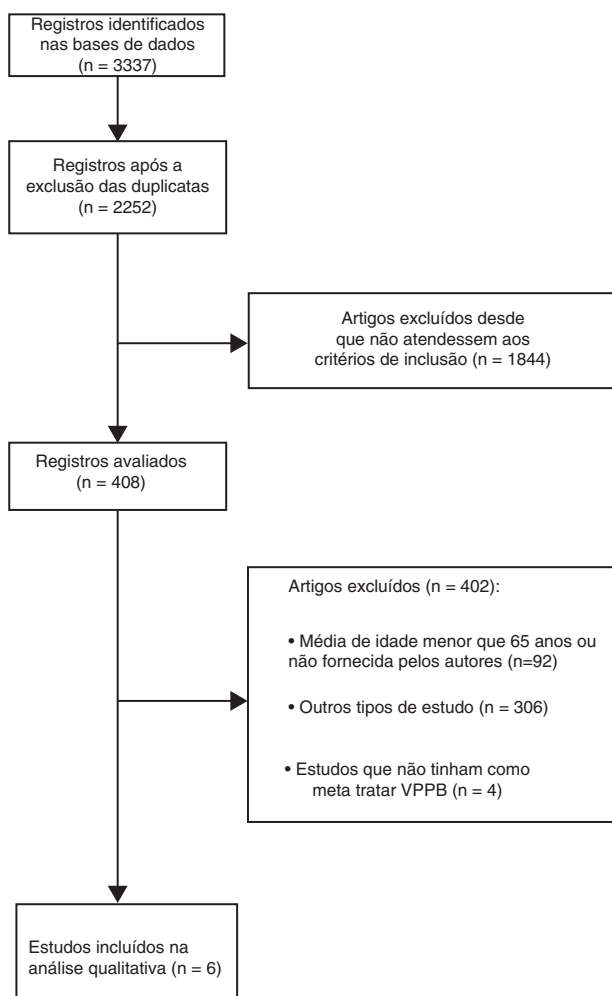 Registros identificados
nas bases de dados
(n = 3337)
Registros após a
exclusão das duplicatas
(n = 2252)
Artigos excluídos desde
que não atendessem aos
critérios de inclusão (n = 1844)
Registros avaliados
(n = 408)
Artigos excluídos (n = 402):
• Média de idade menor que 65 anos ou
não fornecida pelos autores (n=92)
• Outros tipos de estudo (n = 306)
• Estudos que não tinham como
meta tratar VPPB (n = 4)
Estudos incluídos na
análise qualitativa (n = 6)